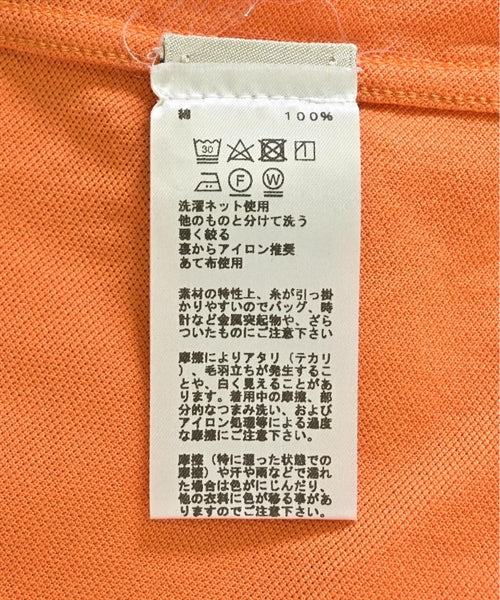 綿 100%
30
F W
洗濯ネット使用
他のものと分けて洗う
弱く絞る
裏からアイロン推奨
あて布使用
素材の特性上、糸が引っ掛
かりやすいのでバッグ、時
計など金属突起物や、ざら
ついたものにご注意下さい
摩擦によりアタリ（テカリ
）、毛羽立ちが発生するこ
とや、白く見えることがあ
ります。着用中の摩擦、部
分的なつまみ洗い、および
アイロン処理等による過度
な摩擦にご注意下さい。
摩擦（特に湿った状態での
摩擦）や汗や雨などで濡れ
た場合は色がにじんだり、
他の衣料に色が移る事があ
りますのでご注意下さい